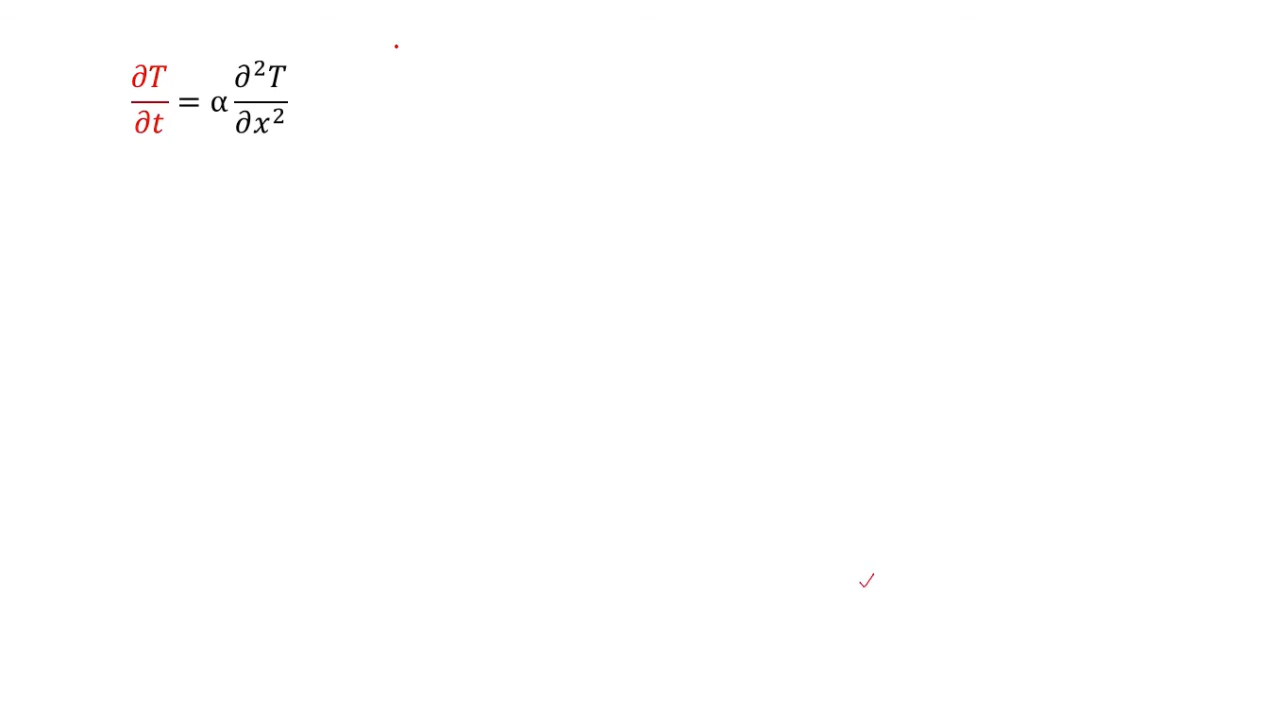 ∂T/∂t = α ∂²T/∂x²